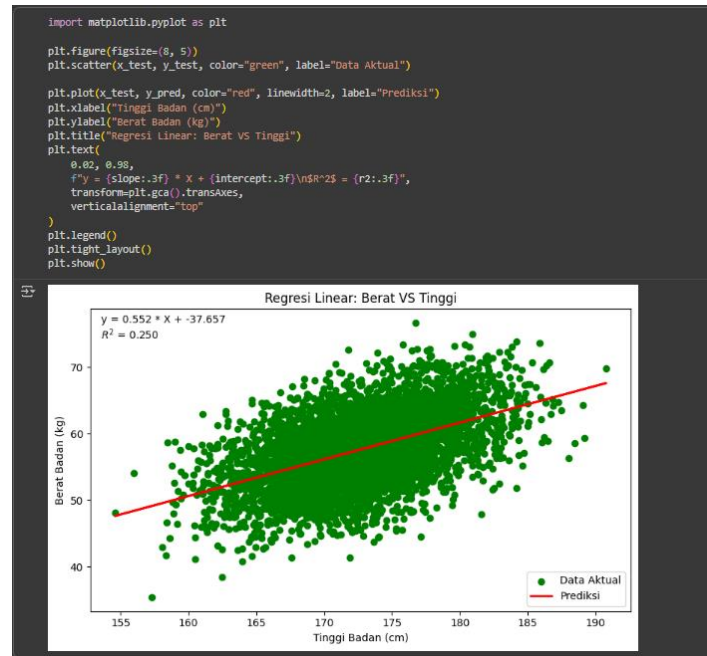 import matplotlib.pyplot as plt
plt.figure(figsize=(8, 5))
plt.scatter(x_test, y_test, color="green", label="Data Aktual")
plt.plot(x_test, y_pred, color="red", linewidth=2, label="Prediksi")
plt.xlabel("Tinggi Badan (cm)")
plt.ylabel("Berat Badan (kg)")
plt.title("Regresi Linear: Berat VS Tinggi")
plt.text(
0.02, 0.98,
f"y = {slope:.3f} * X + {intercept:.3f}\n$R^2$ = {r2:.3f}",
transform=plt.gca().transAxes,
verticalalignment="top"
)
plt.legend()
plt.tight_layout()
plt.show()
Regresi Linear: Berat VS Tinggi
y = 0.552 * X + -37.657
R² = 0.250
70
60
50
40
Berat Badan (kg)
Data Aktual
Prediksi
155 160 165 170 175 180 185 190
Tinggi Badan (cm)